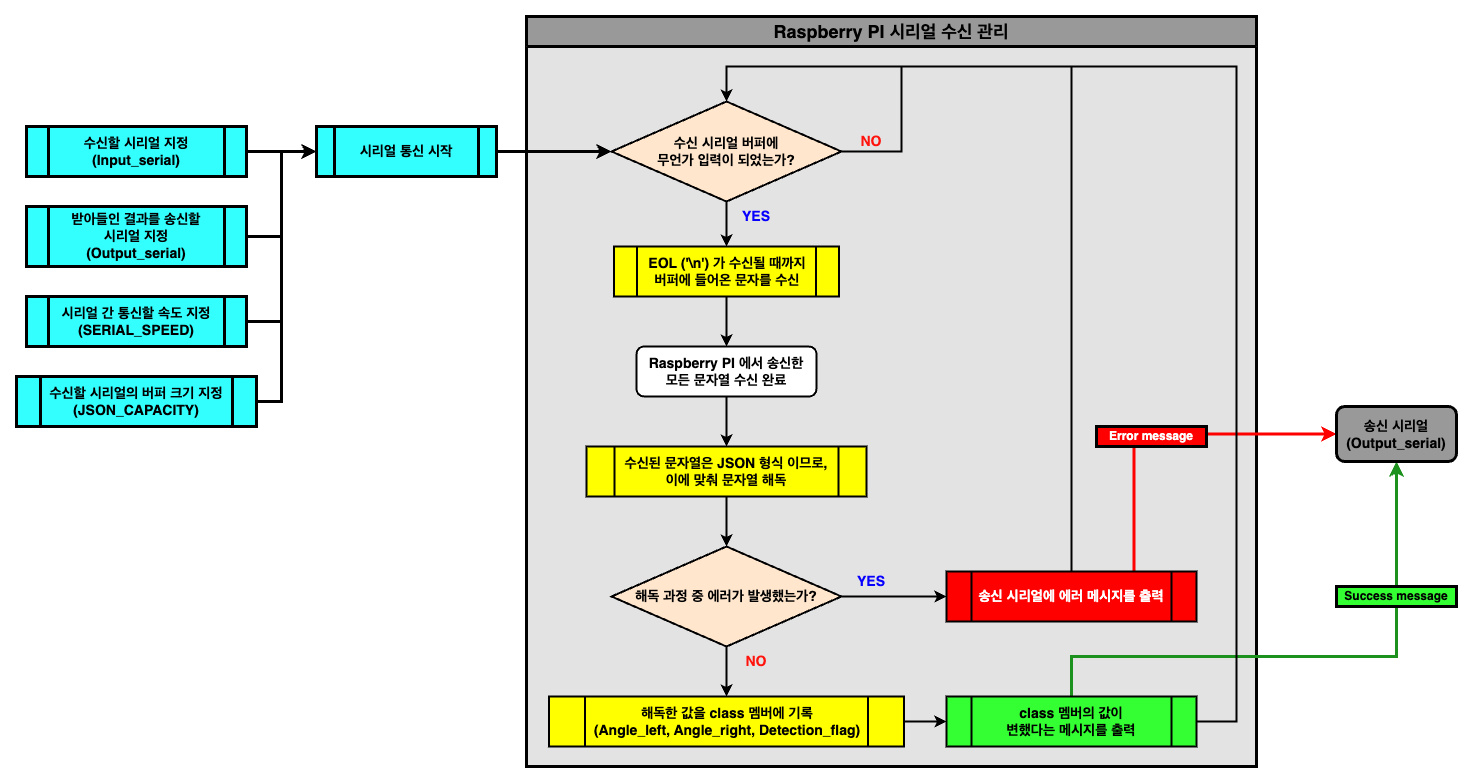 Raspberry PI 시리얼 수신 관리
수신할 시리얼 지정
(Input_serial)
받아들인 결과를 송신할
시리얼 지정
(Output_serial)
시리얼 간 통신할 속도 지정
(SERIAL_SPEED)
수신할 시리얼의 버퍼 크기 지정
(JSON_CAPACITY)
시리얼 통신 시작
수신 시리얼 버퍼에
무언가 입력이 되었는가?
NO
YES
EOL ('\n') 가 수신될 때까지
버퍼에 들어온 문자를 수신
Raspberry PI 에서 송신한
모든 문자열 수신 완료
수신된 문자열은 JSON 형식 이므로,
이에 맞춰 문자열 해독
해독 과정 중 에러가 발생했는가?
YES
NO
송신 시리얼에 에러 메시지를 출력
Error message
송신 시리얼
(Output_serial)
해독한 값을 class 멤버에 기록
(Angle_left, Angle_right, Detection_flag)
class 멤버의 값이
변했다는 메시지를 출력
Success message